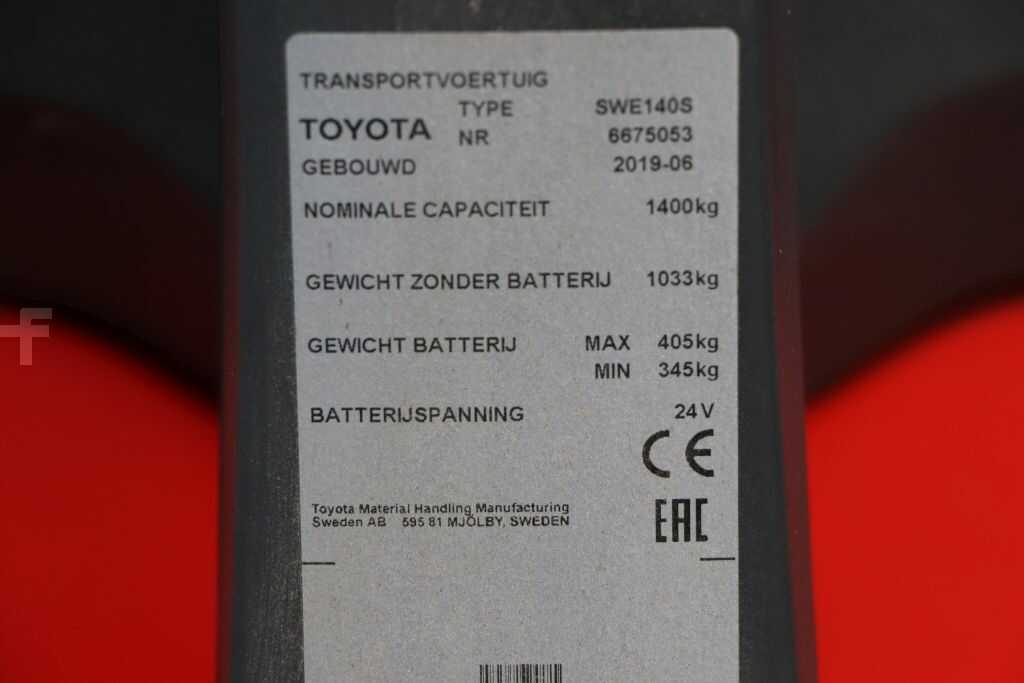 TRANSPORTVOERTUIG
TYPE SWE140S
TOYOTA NR 6675053
GEBOUWD 2019-06
NOMINALE CAPACITEIT 1400kg
GEWICHT ZONDER BATTERIJ 1033kg
GEWICHT BATTERIJ MAX 405kg
MIN 345kg
BATTERIJSPANNING 24V
CE
Toyota Material Handling Manufacturing
Sweden AB 595 81 MJÖLBY, SWEDEN
EAC